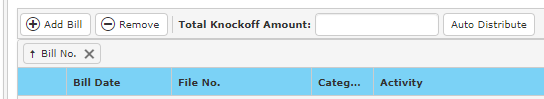 Add Bill Remove Total Knockoff Amount: Auto Distribute
↑ Bill No. ✕
Bill Date File No. Categ... Activity